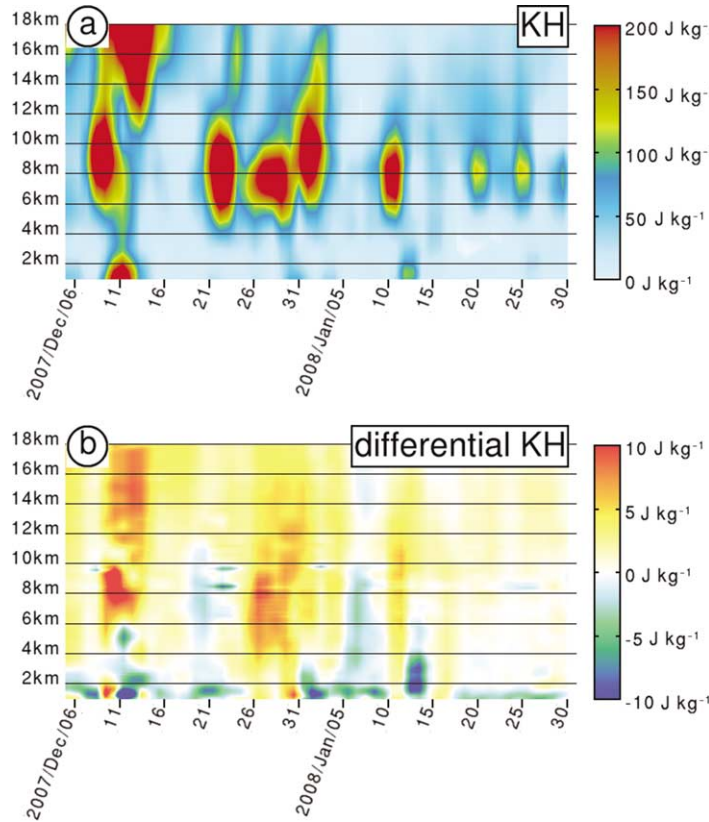 a
KH
18km
16km
14km
12km
10km
8km
6km
4km
2km
200 J kg⁻¹
150 J kg⁻¹
100 J kg⁻¹
50 J kg⁻¹
0 J kg⁻¹
2007/Dec/06
11
16
21
26
31
2008/Jan/05
10
15
20
25
30
b
differential KH
18km
16km
14km
12km
10km
8km
6km
4km
2km
10 J kg⁻¹
5 J kg⁻¹
0 J kg⁻¹
-5 J kg⁻¹
-10 J kg⁻¹
2007/Dec/06
11
16
21
26
31
2008/Jan/05
10
15
20
25
30